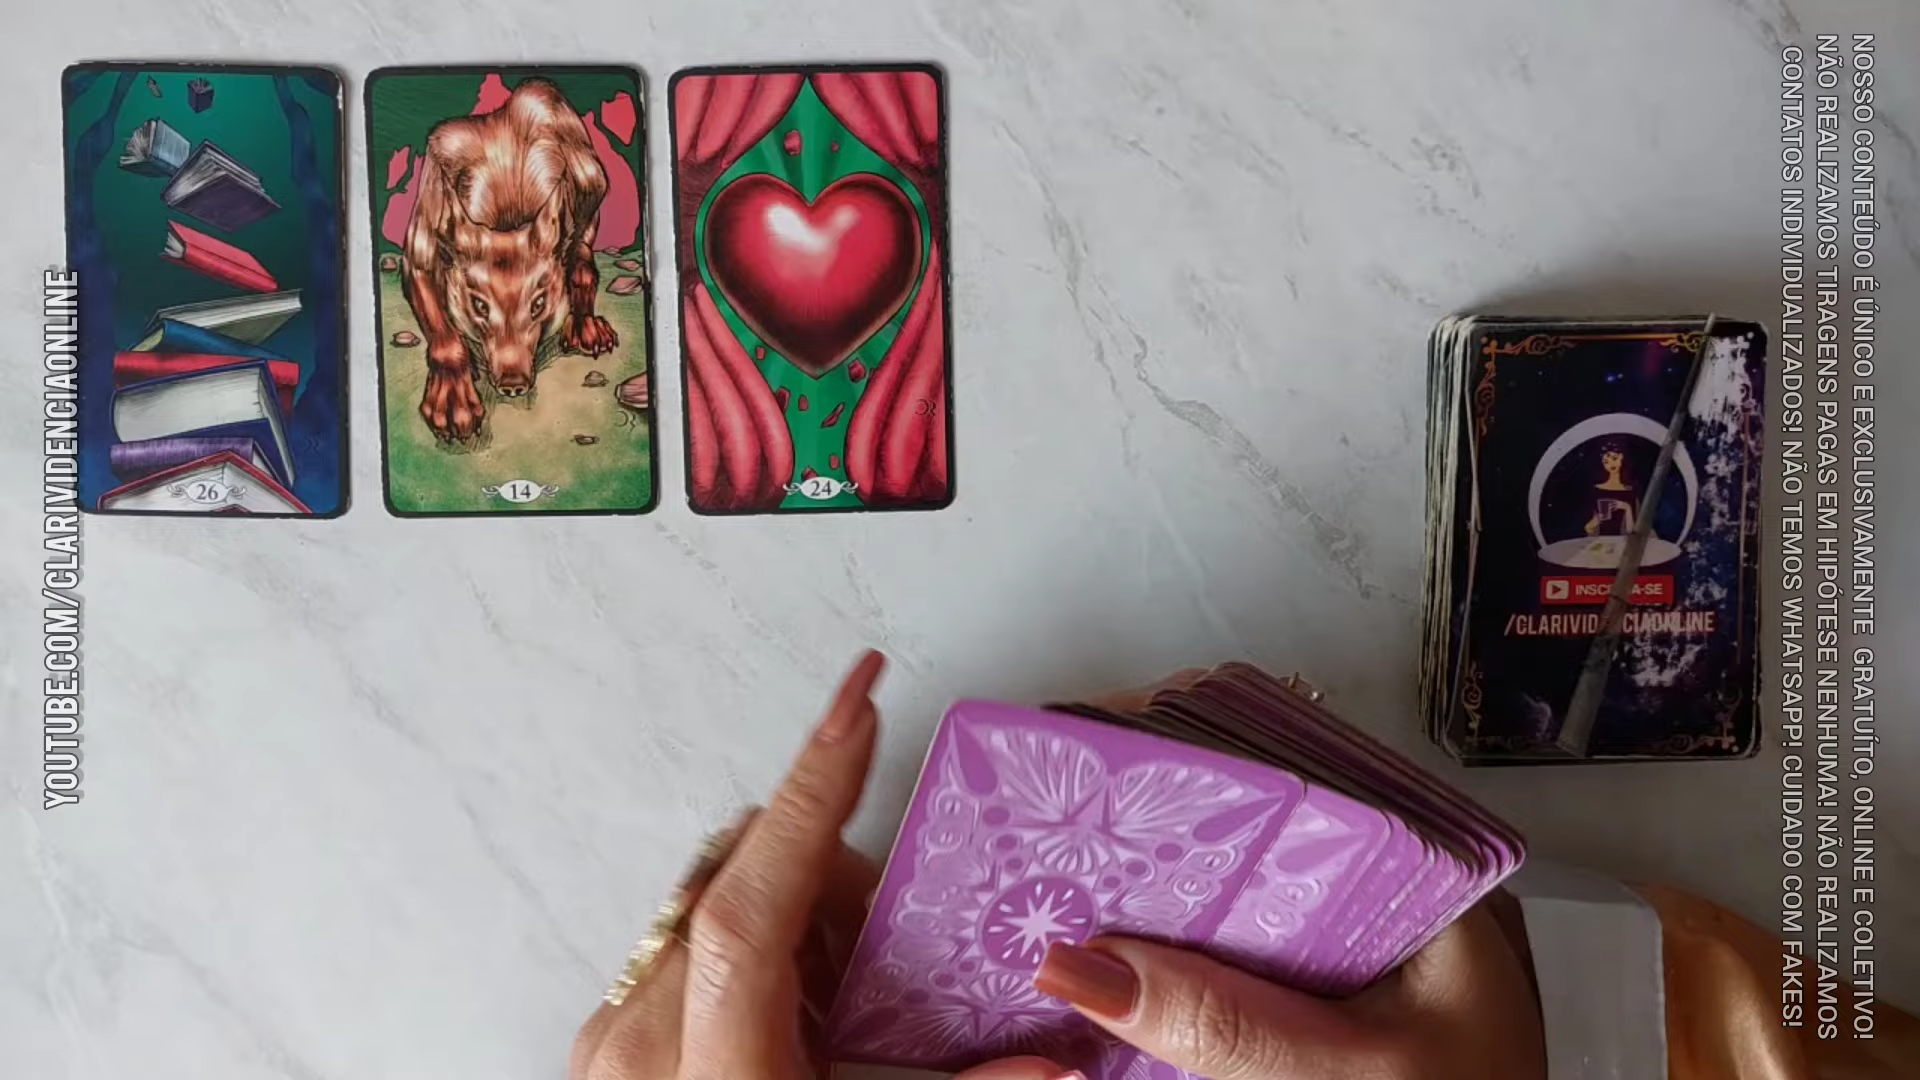 YOUTUBE.COM/CLARIVIDENCIAONLINE
26
14
24
INSCREVA-SE
/CLARIVIDENCIAONLINE
NOSSO CONTEÚDO É ÚNICO E EXCLUSIVAMENTE GRATUÍTO, ONLINE E COLETIVO!
NÃO REALIZAMOS TIRAGENS PAGAS EM HIPÓTESE NENHUMA! NÃO REALIZAMOS
CONTATOS INDIVIDUALIZADOS! NÃO TEMOS WHATSAPP! CUIDADO COM FAKES!